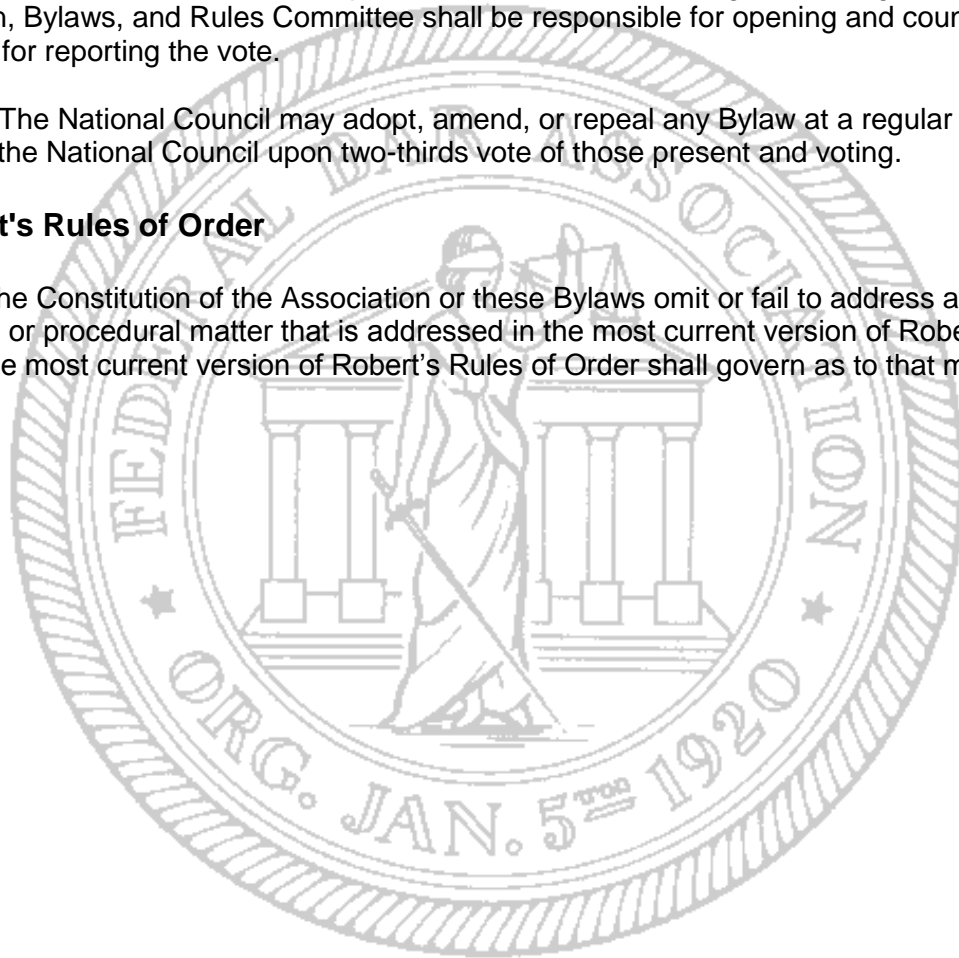 n, Bylaws, and Rules Committee shall be responsible for opening and coun
for reporting the vote.
The National Council may adopt, amend, or repeal any Bylaw at a regular
the National Council upon two-thirds vote of those present and voting.
t's Rules of Order
he Constitution of the Association or these Bylaws omit or fail to address a
or procedural matter that is addressed in the most current version of Robe
e most current version of Robert’s Rules of Order shall govern as to that m
FEDERAL BAR ASSOCIATION
ORG. JAN. 5TH 1920